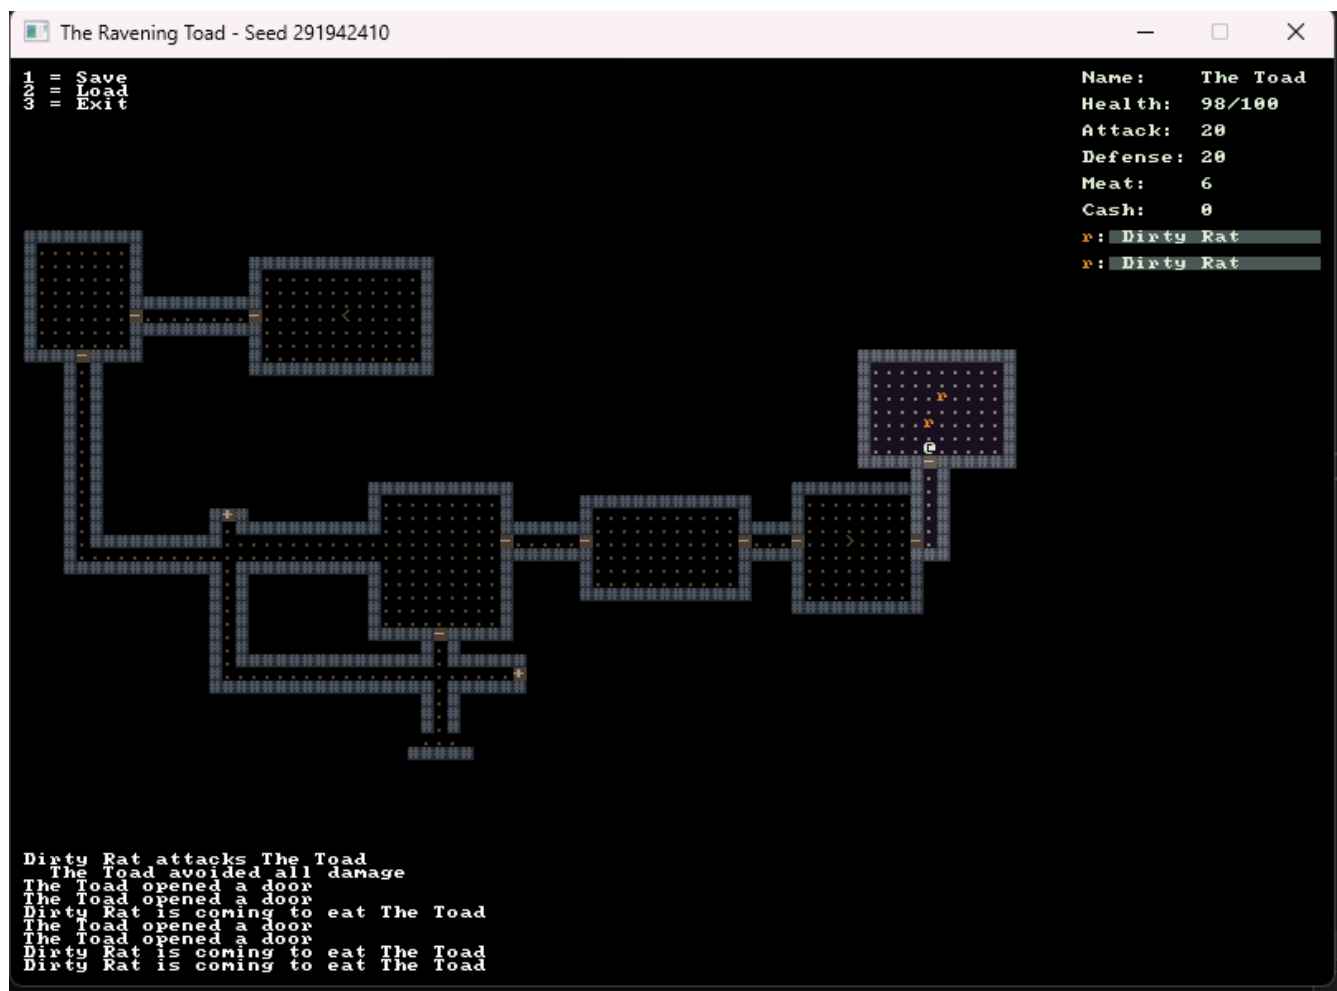 The Ravening Toad - Seed 291942410
1 = Save
2 = Load
3 = Exit
Name: The Toad
Health: 98/100
Attack: 20
Defense: 20
Meat: 6
Cash: 0
r: Dirty Rat
r: Dirty Rat
<
r
r
@
+
>
+
Dirty Rat attacks The Toad
The Toad avoided all damage
The Toad opened a door
The Toad opened a door
Dirty Rat is coming to eat The Toad
The Toad opened a door
The Toad opened a door
Dirty Rat is coming to eat The Toad
Dirty Rat is coming to eat The Toad